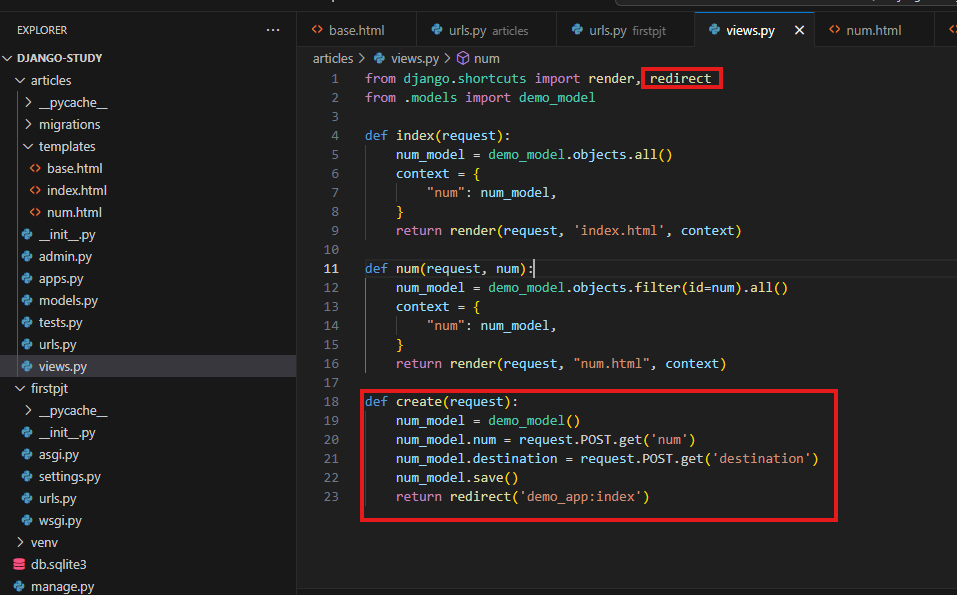 EXPLORER ...
DJANGO-STUDY
articles
__pycache__
migrations
templates
base.html
index.html
num.html
__init__.py
admin.py
apps.py
models.py
tests.py
urls.py
views.py
firstpjt
__pycache__
__init__.py
asgi.py
settings.py
urls.py
wsgi.py
venv
db.sqlite3
manage.py
base.html urls.py articles urls.py firstpjt views.py × num.html
articles > views.py > num
1 from django.shortcuts import render, redirect
2 from .models import demo_model
3
4 def index(request):
5     num_model = demo_model.objects.all()
6     context = {
7         "num": num_model,
8     }
9     return render(request, 'index.html', context)
10
11 def num(request, num):
12     num_model = demo_model.objects.filter(id=num).all()
13     context = {
14         "num": num_model,
15     }
16     return render(request, "num.html", context)
17
18 def create(request):
19     num_model = demo_model()
20     num_model.num = request.POST.get('num')
21     num_model.destination = request.POST.get('destination')
22     num_model.save()
23     return redirect('demo_app:index')